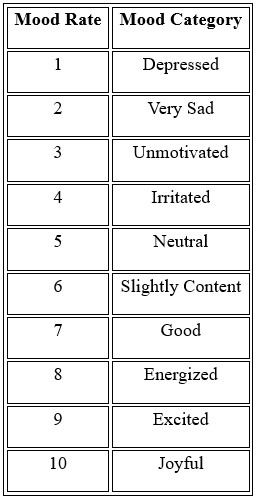 Mood Rate Mood Category
1 Depressed
2 Very Sad
3 Unmotivated
4 Irritated
5 Neutral
6 Slightly Content
7 Good
8 Energized
9 Excited
10 Joyful